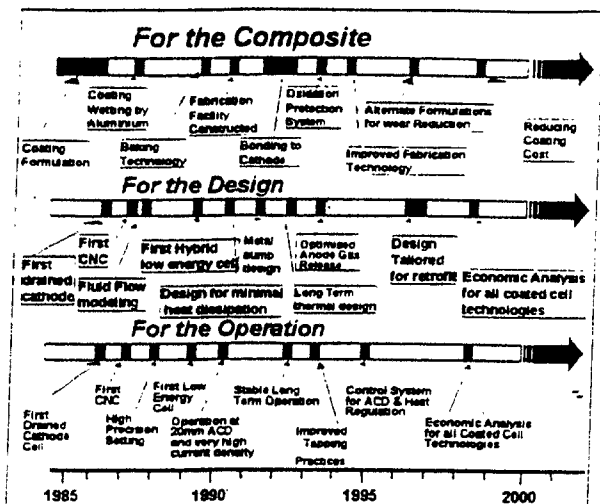 For the Composite
Coating
Wetting by
Aluminium
Fabrication
Facility
Constructed
Oxidation
Protection
System
Alternate Formulations
for wear Reduction
Coating
Formulation
Baking
Technology
Bonding to
Cathode
Improved Fabrication
Technology
Reducing
Coating
Cost
For the Design
First
CNC
First Hybrid
low energy cell
Metal
sump
design
Optimised
Anode Gas
Release
Design
Tailored
for retrofit
First
drained
cathode
Fluid Flow
modeling
Design for minimal
heat dissipation
Long Term
thermal design
Economic Analysis
for all coated cell
technologies
For the Operation
First
CNC
First Low
Energy
Cell
Stable Long
Term Operation
Control System
for ACD & Heat
Regulation
First
Drained
Cathode
Cell
High
Precision
Setting
Operation at
20mm ACD
and very high
current density
Improved
Tapping
Practices
Economic Analysis
for all Coated Cell
Technologies
1985 1990 1995 2000